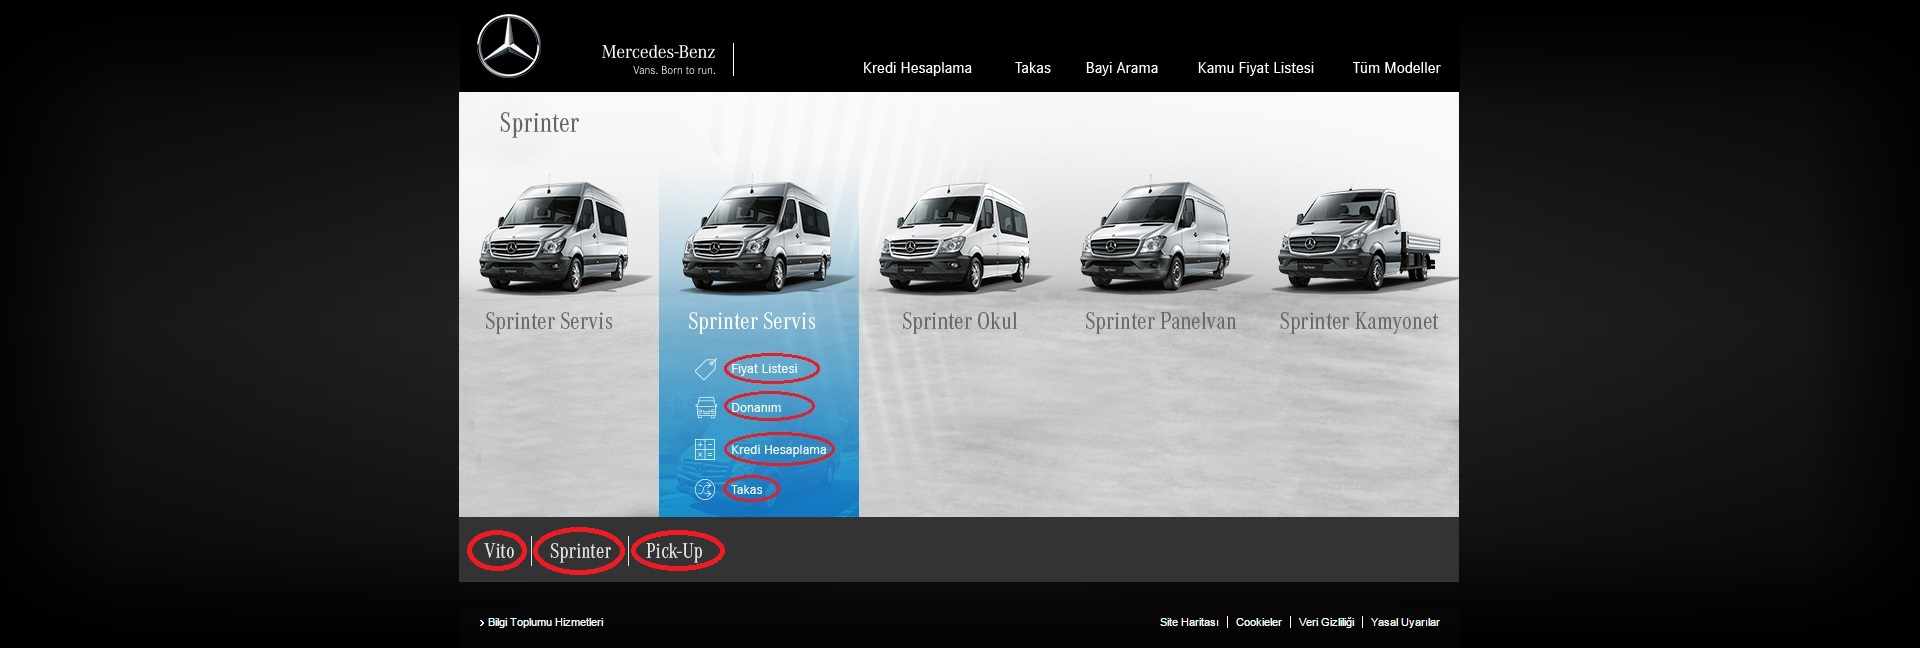 Mercedes-Benz
Vans. Born to run.
Kredi Hesaplama
Takas
Bayi Arama
Kamu Fiyat Listesi
Tüm Modeller
Sprinter
Sprinter Servis
Sprinter Servis
Sprinter Okul
Sprinter Panelvan
Sprinter Kamyonet
Fiyat Listesi
Donanım
Kredi Hesaplama
Takas
Vito
Sprinter
Pick-Up
› Bilgi Toplumu Hizmetleri
Site Haritası
Cookieler
Veri Gizliliği
Yasal Uyarılar